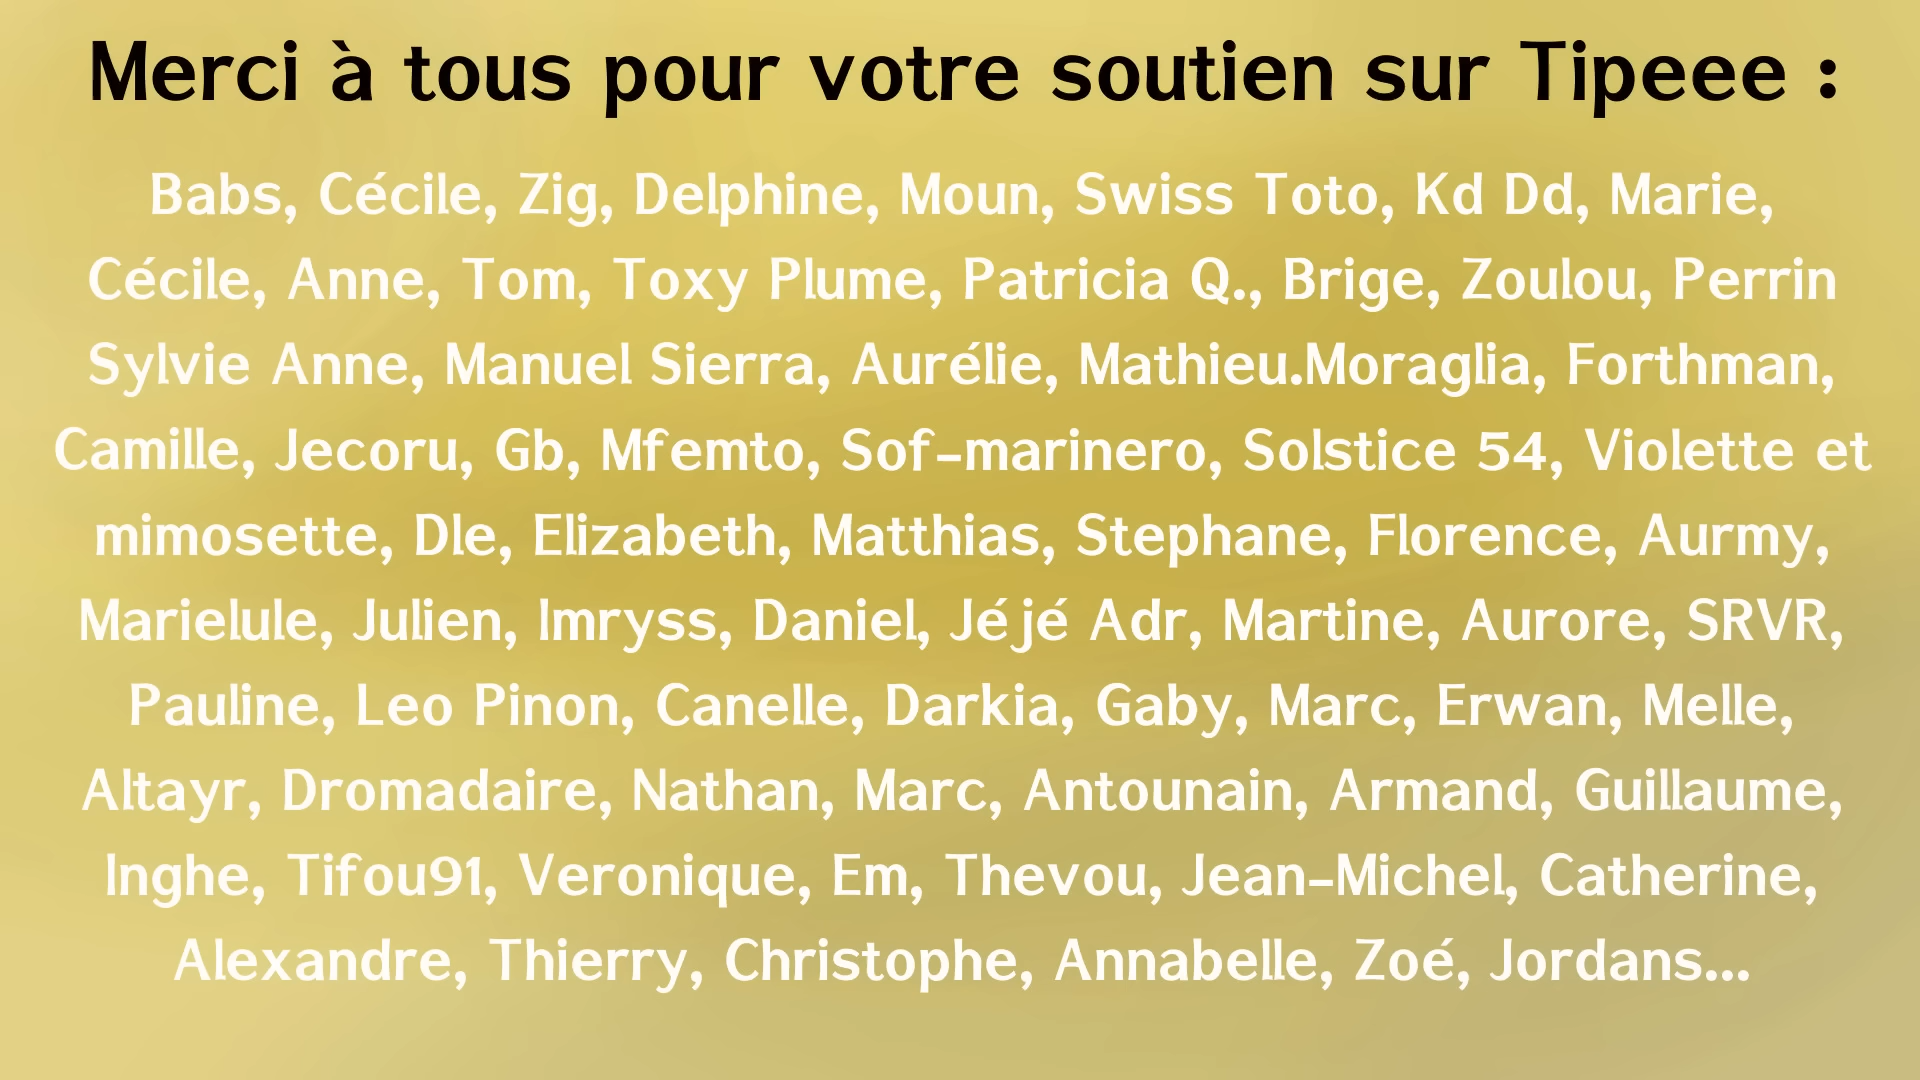 Merci à tous pour votre soutien sur Tipeee :
Babs, Cécile, Zig, Delphine, Moun, Swiss Toto, Kd Dd, Marie,
Cécile, Anne, Tom, Toxy Plume, Patricia Q., Brige, Zoulou, Perrin
Sylvie Anne, Manuel Sierra, Aurélie, Mathieu.Moraglia, Forthman,
Camille, Jecoru, Gb, Mfemto, Sof-marinero, Solstice 54, Violette et
mimosette, Dle, Elizabeth, Matthias, Stephane, Florence, Aurmy,
Marielule, Julien, Imryss, Daniel, Jéjé Adr, Martine, Aurore, SRVR,
Pauline, Leo Pinon, Canelle, Darkia, Gaby, Marc, Erwan, Melle,
Altayr, Dromadaire, Nathan, Marc, Antounain, Armand, Guillaume,
Inghe, Tifou91, Veronique, Em, Thevou, Jean-Michel, Catherine,
Alexandre, Thierry, Christophe, Annabelle, Zoé, Jordans...